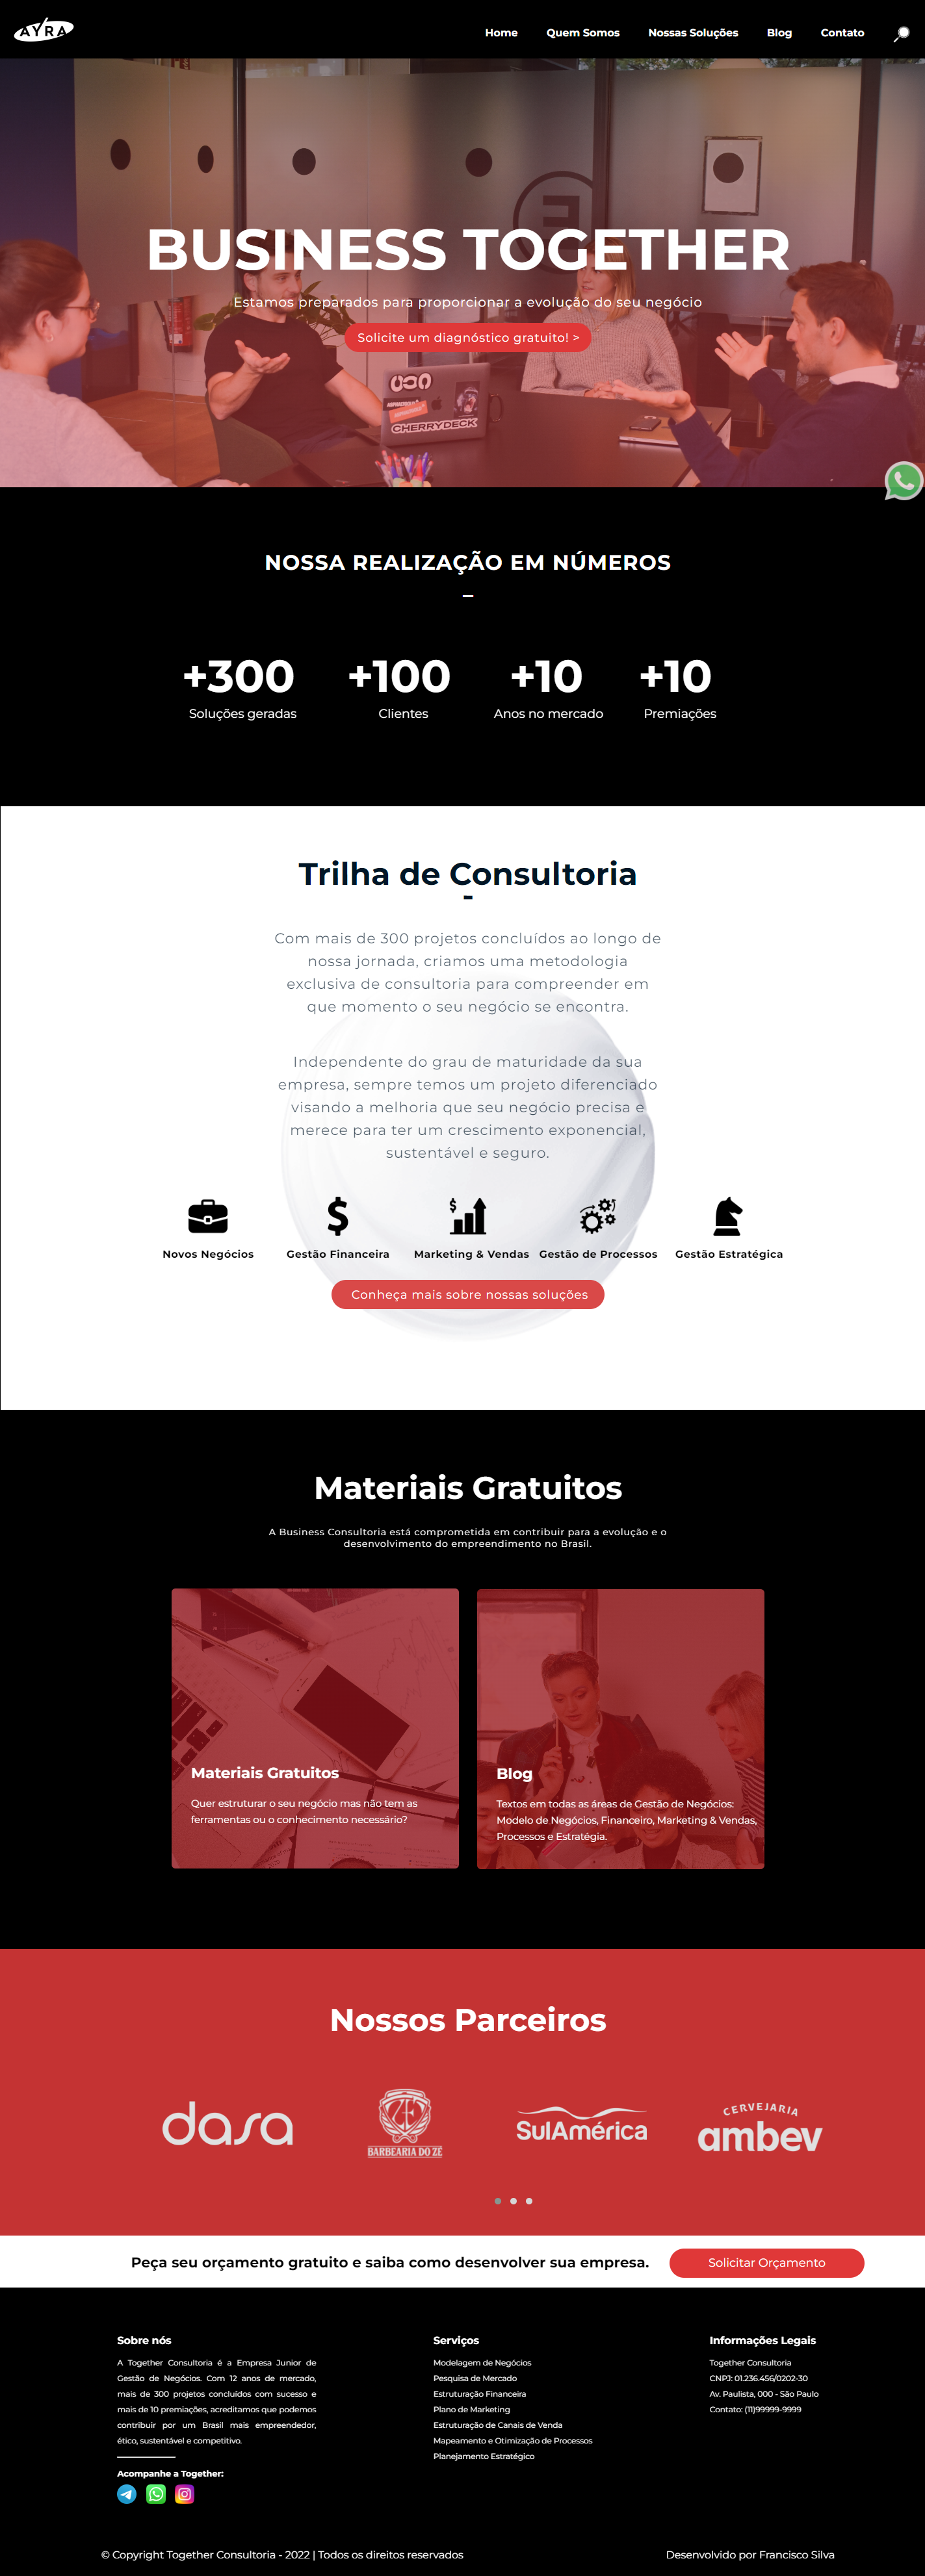 AYRA
Home Quem Somos Nossas Soluções Blog Contato
BUSINESS TOGETHER
Estamos preparados para proporcionar a evolução do seu negócio
Solicite um diagnóstico gratuito! >
CHERRYDECK
NOSSA REALIZAÇÃO EM NÚMEROS
+300 +100 +10 +10
Soluções geradas Clientes Anos no mercado Premiações
Trilha de Consultoria
-
Com mais de 300 projetos concluídos ao longo de
nossa jornada, criamos uma metodologia
exclusiva de consultoria para compreender em
que momento o seu negócio se encontra.
Independente do grau de maturidade da sua
empresa, sempre temos um projeto diferenciado
visando a melhoria que seu negócio precisa e
merece para ter um crescimento exponencial,
sustentável e seguro.
Novos Negócios Gestão Financeira Marketing & Vendas Gestão de Processos Gestão Estratégica
Conheça mais sobre nossas soluções
Materiais Gratuitos
A Business Consultoria está comprometida em contribuir para a evolução e o
desenvolvimento do empreendimento no Brasil.
Materiais Gratuitos
Quer estruturar o seu negócio mas não tem as
ferramentas ou o conhecimento necessário?
Blog
Textos em todas as áreas de Gestão de Negócios:
Modelo de Negócios, Financeiro, Marketing & Vendas,
Processos e Estratégia.
Nossos Parceiros
dasa
BARBEARIA DO ZÉ
SulAmérica
CERVEJARIA
ambev
Peça seu orçamento gratuito e saiba como desenvolver sua empresa.
Solicitar Orçamento
Sobre nós
A Together Consultoria é a Empresa Junior de
Gestão de Negócios. Com 12 anos de mercado,
mais de 300 projetos concluídos com sucesso e
mais de 10 premiações, acreditamos que podemos
contribuir por um Brasil mais empreendedor,
ético, sustentável e competitivo.
Acompanhe a Together:
Serviços
Modelagem de Negócios
Pesquisa de Mercado
Estruturação Financeira
Plano de Marketing
Estruturação de Canais de Venda
Mapeamento e Otimização de Processos
Planejamento Estratégico
Informações Legais
Together Consultoria
CNPJ: 01.236.456/0202-30
Av. Paulista, 000 - São Paulo
Contato: (11)99999-9999
© Copyright Together Consultoria - 2022 | Todos os direitos reservados
Desenvolvido por Francisco Silva